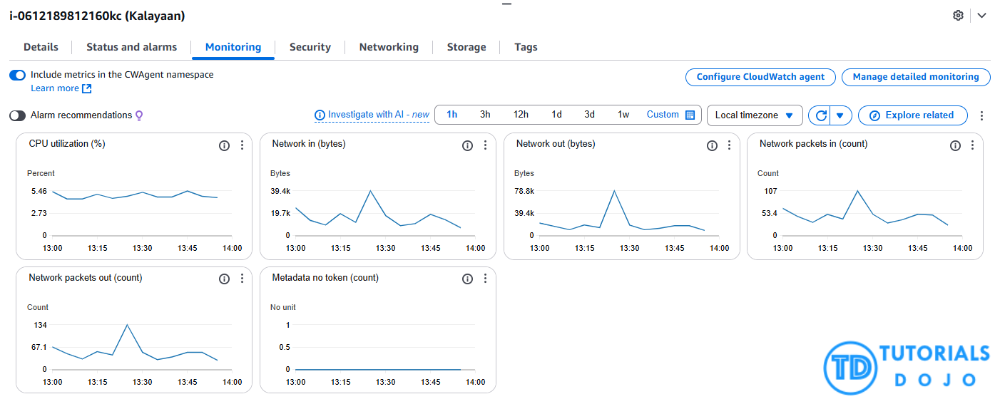 i-0612189812160kc (Kalayaan)
Details Status and alarms Monitoring Security Networking Storage Tags
Include metrics in the CWAgent namespace
Learn more
Configure CloudWatch agent Manage detailed monitoring
Alarm recommendations
Investigate with AI - new 1h 3h 12h 1d 3d 1w Custom Local timezone Explore related
CPU utilization (%)
Percent
5.46
2.73
0
13:00 13:15 13:30 13:45 14:00
Network in (bytes)
Bytes
39.4k
19.7k
0
13:00 13:15 13:30 13:45 14:00
Network out (bytes)
Bytes
78.8k
39.4k
0
13:00 13:15 13:30 13:45 14:00
Network packets in (count)
Count
107
53.4
0
13:00 13:15 13:30 13:45 14:00
Network packets out (count)
Count
134
67.1
0
13:00 13:15 13:30 13:45 14:00
Metadata no token (count)
No unit
1
0.5
0
13:00 13:15 13:30 13:45 14:00
TD TUTORIALS
DOJO